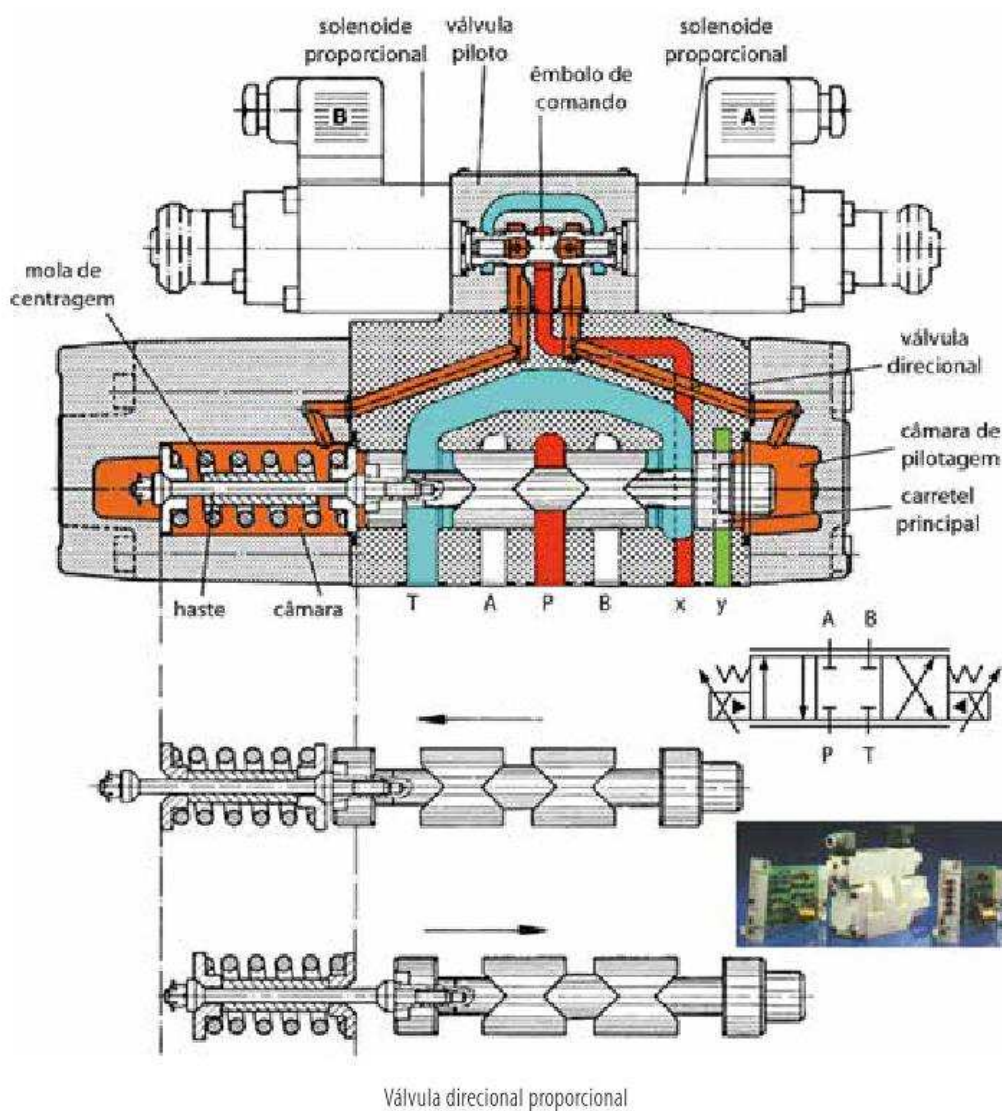 solenoide
proporcional
válvula
piloto
solenoide
proporcional
êmbolo de
comando
B
A
mola de
centragem
válvula
direcional
câmara de
pilotagem
carretel
principal
haste
câmara
T A P B x y
A B
P T
Válvula direcional proporcional